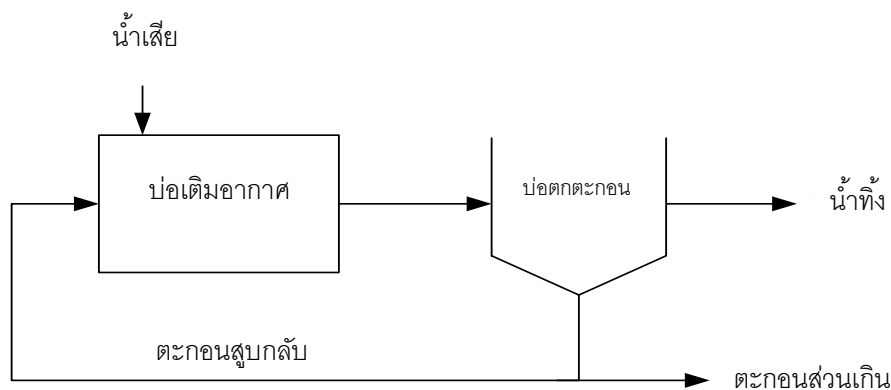 น้ำเสีย
บ่อเติมอากาศ
บ่อตกตะกอน
น้ำทิ้ง
ตะกอนสูบกลับ
ตะกอนส่วนเกิน